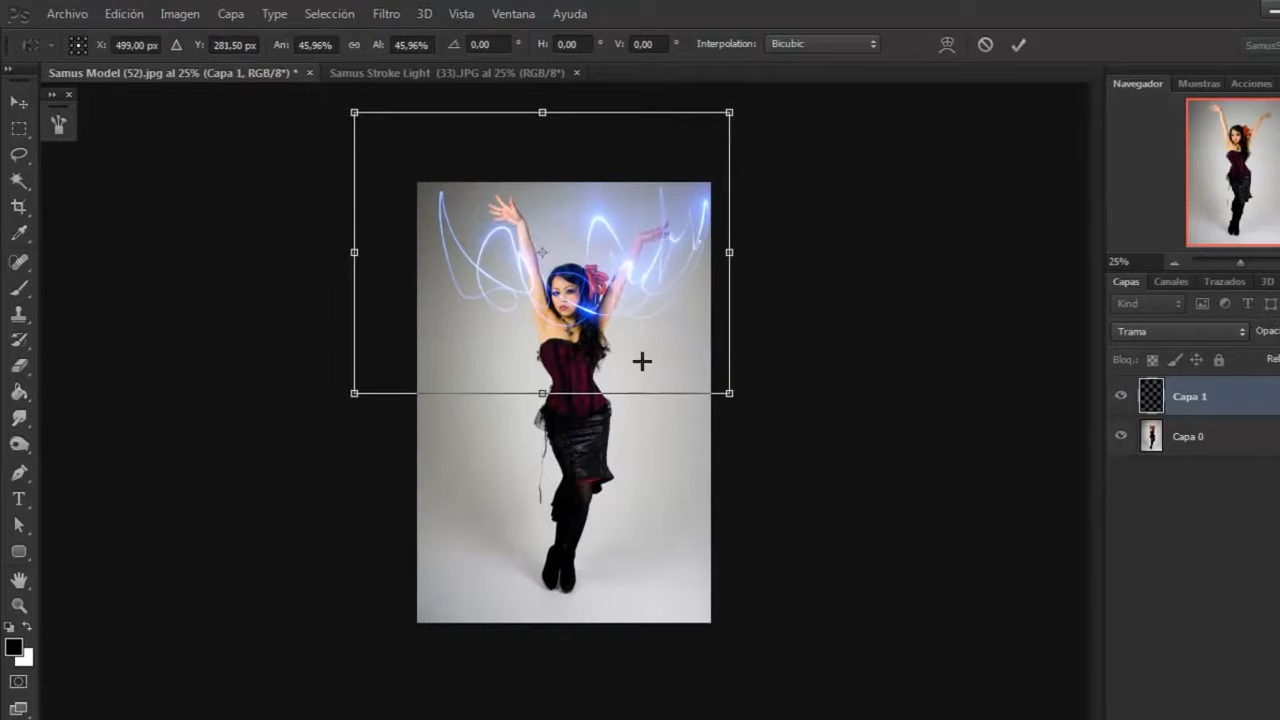 Ps Archivo Edición Imagen Capa Type Selección Filtro 3D Vista Ventana Ayuda
X: 499,00 px Y: 281,50 px An: 45,96% Al: 45,96% 0,00 ° H: 0,00 ° V: 0,00 ° Interpolation: Bicubic
Samus Model (52).jpg al 25% (Capa 1, RGB/8*) * × Samus Stroke Light (33).JPG al 25% (RGB/8*) ×
Navegador Muestras Acciones
25%
Capas Canales Trazados 3D
Kind
Trama Opac
Bloq.: Rel
Capa 1
Capa 0
T